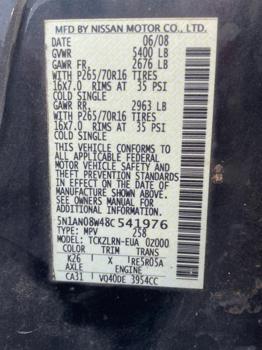 MFD BY NISSAN MOTOR CO., LTD.
06/08
GVWR 5400 LB
GAWR FR 2676 LB
WITH P265/70R16 TIRES
16X7.0 RIMS AT 35 PSI
COLD SINGLE
GAWR RR 2963 LB
WITH P265/70R16 TIRES
16X7.0 RIMS AT 35 PSI
COLD SINGLE
THIS VEHICLE CONFORMS TO
ALL APPLICABLE FEDERAL
MOTOR VEHICLE SAFETY AND
THEFT PREVENTION STANDARDS
IN EFFECT ON THE DATE OF
MANUFACTURE SHOWN ABOVE.
5N1AN08W48C541976
TYPE: MPV 258
MODEL: TCKZLRN-EUA 02000
COLOR TRIM TRANS
K26 X RE5R05A
AXLE ENGINE
CA31 VQ40DE 3954CC
SEE OWNERS MANUAL FOR
ADDITIONAL INFO